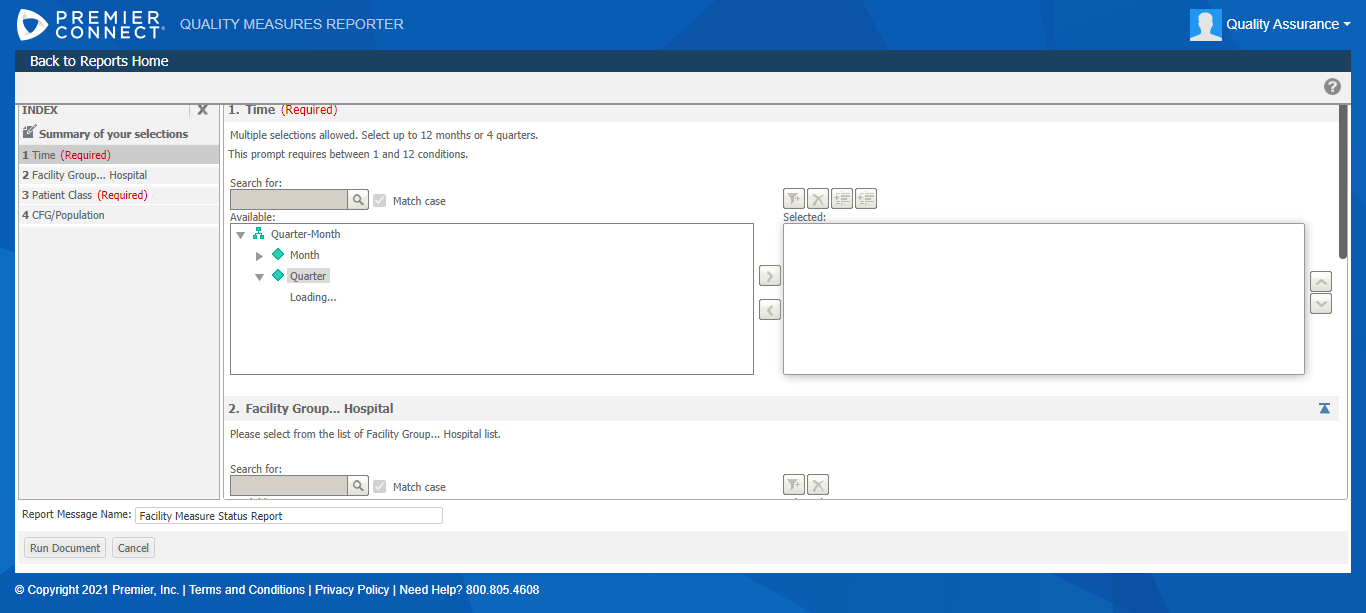 PREMIER CONNECT® QUALITY MEASURES REPORTER
Quality Assurance
Back to Reports Home
INDEX
X
Summary of your selections
1 Time (Required)
2 Facility Group... Hospital
3 Patient Class (Required)
4 CFG/Population
1. Time (Required)
Multiple selections allowed. Select up to 12 months or 4 quarters.
This prompt requires between 1 and 12 conditions.
Search for:
Match case
Available:
Quarter-Month
Month
Quarter
Loading...
Selected:
2. Facility Group... Hospital
Please select from the list of Facility Group... Hospital list.
Search for:
Match case
Report Message Name: Facility Measure Status Report
Run Document Cancel
© Copyright 2021 Premier, Inc. | Terms and Conditions | Privacy Policy | Need Help? 800.805.4608